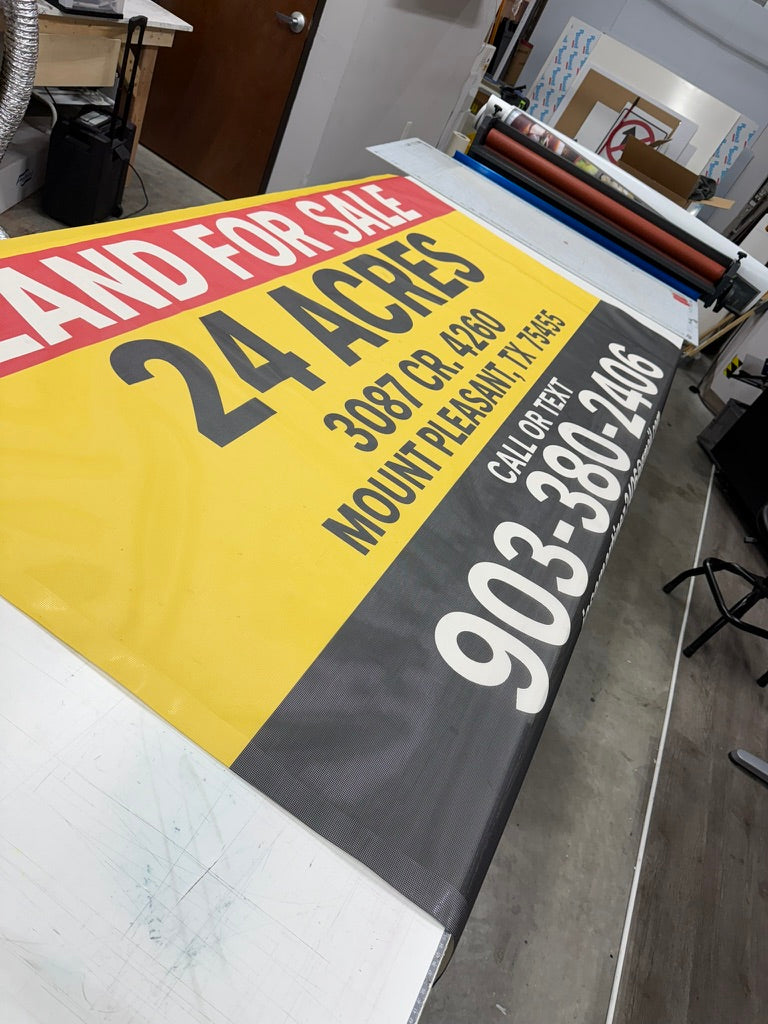 LAND FOR SALE
24 ACRES
3087 CR. 4260
MOUNT PLEASANT, TX 75455
CALL OR TEXT
903-380-2406